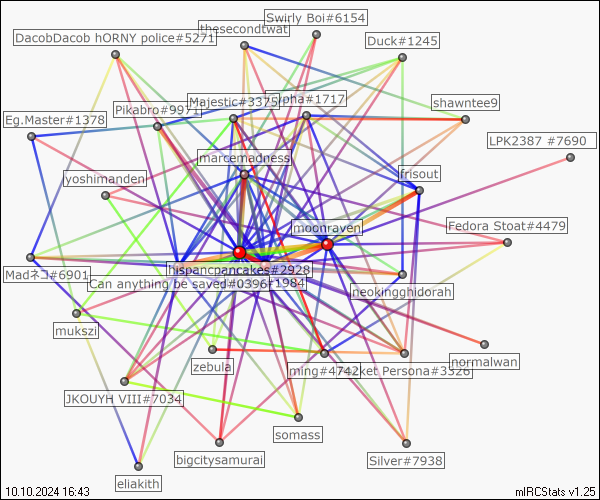 Swirly Boi#6154
thesecondtwat
DacobDacob hORNY police#5271
Duck#1245
Majestic#3375
pha#1717
shawntee9
Pikabro#9971
Eg.Master#1378
LPK2387 #7690
marcemadness
frisout
yoshimanden
moonraven
Fedora Stoat#4479
Madネコ#6901
hispancpancakes#2928
Can anything be saved#0396
#1984
neokingghidorah
mukszi
zebula
ming#4742
ket Persona#3326
normalwan
JKOUYH VIII#7034
somass
bigcitysamurai
Silver#7938
eliakith
10.10.2024 16:43
mIRCStats v1.25